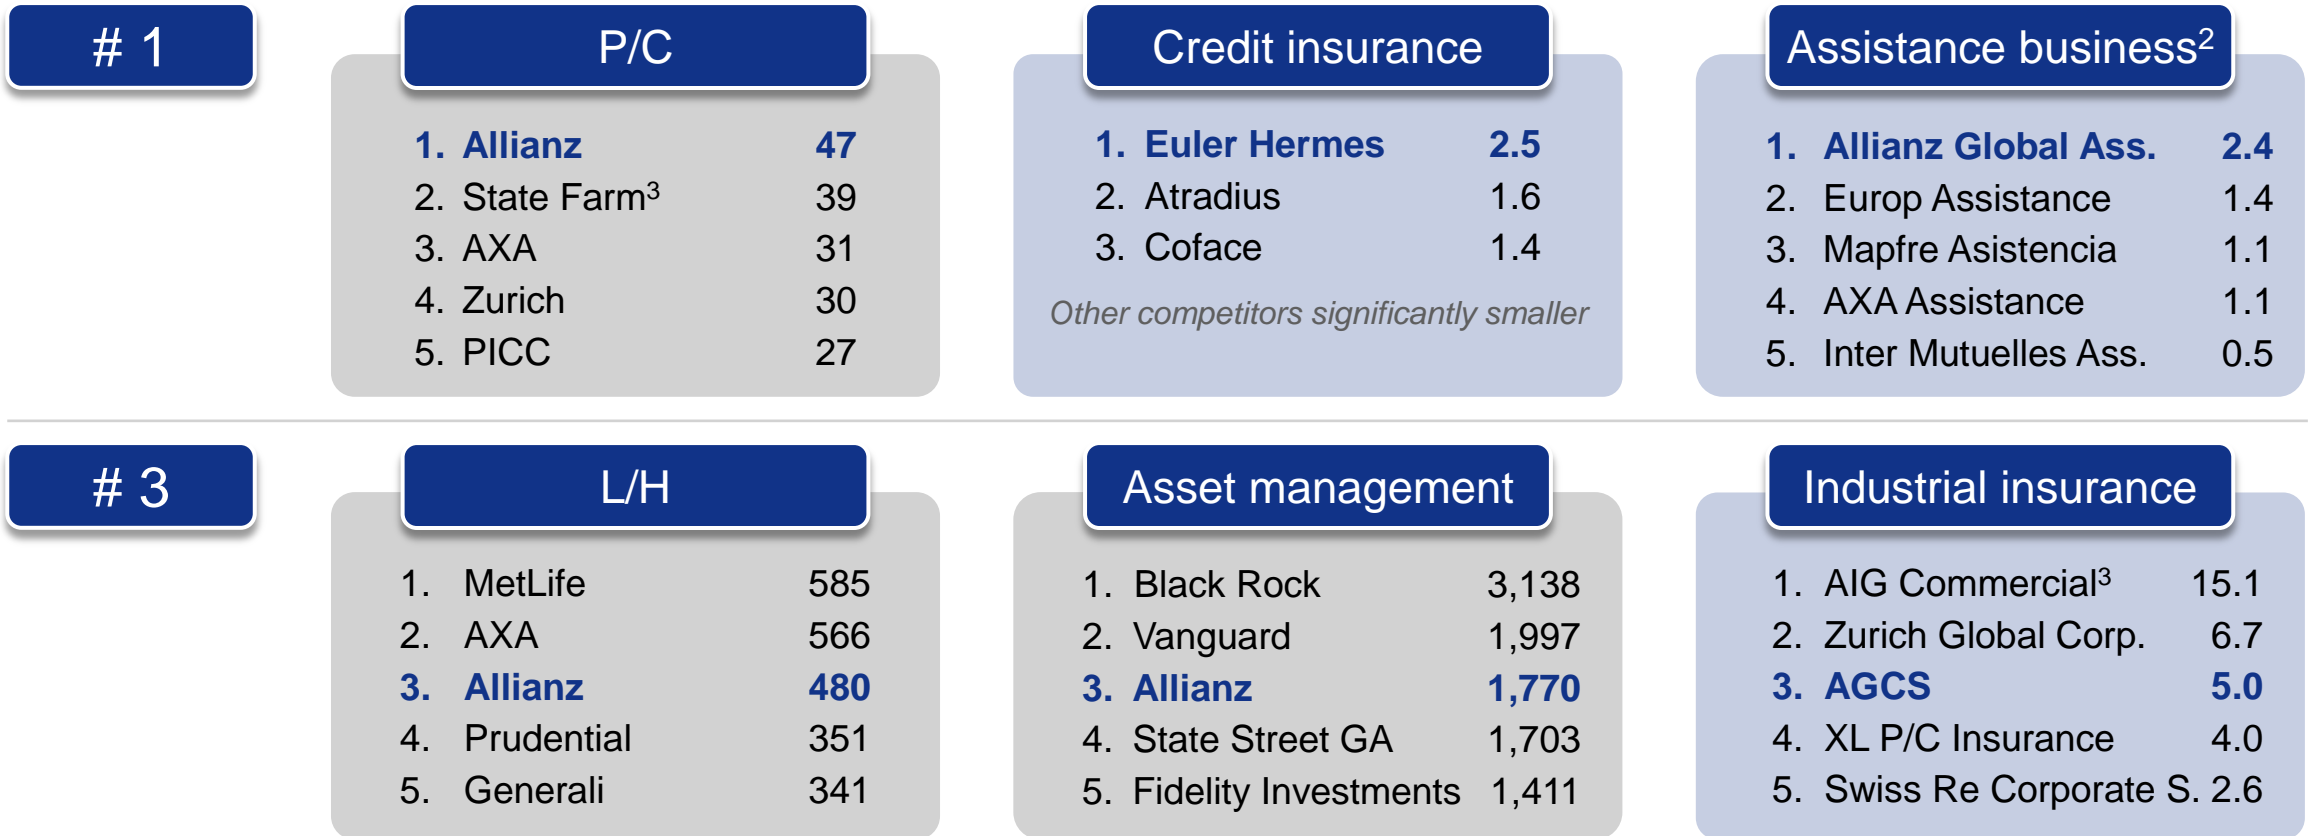 # 1
P/C
1. Allianz 47
2. State Farm³ 39
3. AXA 31
4. Zurich 30
5. PICC 27
Credit insurance
1. Euler Hermes 2.5
2. Atradius 1.6
3. Coface 1.4
Other competitors significantly smaller
Assistance business²
1. Allianz Global Ass. 2.4
2. Europ Assistance 1.4
3. Mapfre Asistencia 1.1
4. AXA Assistance 1.1
5. Inter Mutuelles Ass. 0.5
# 3
L/H
1. MetLife 585
2. AXA 566
3. Allianz 480
4. Prudential 351
5. Generali 341
Asset management
1. Black Rock 3,138
2. Vanguard 1,997
3. Allianz 1,770
4. State Street GA 1,703
5. Fidelity Investments 1,411
Industrial insurance
1. AIG Commercial³ 15.1
2. Zurich Global Corp. 6.7
3. AGCS 5.0
4. XL P/C Insurance 4.0
5. Swiss Re Corporate S. 2.6